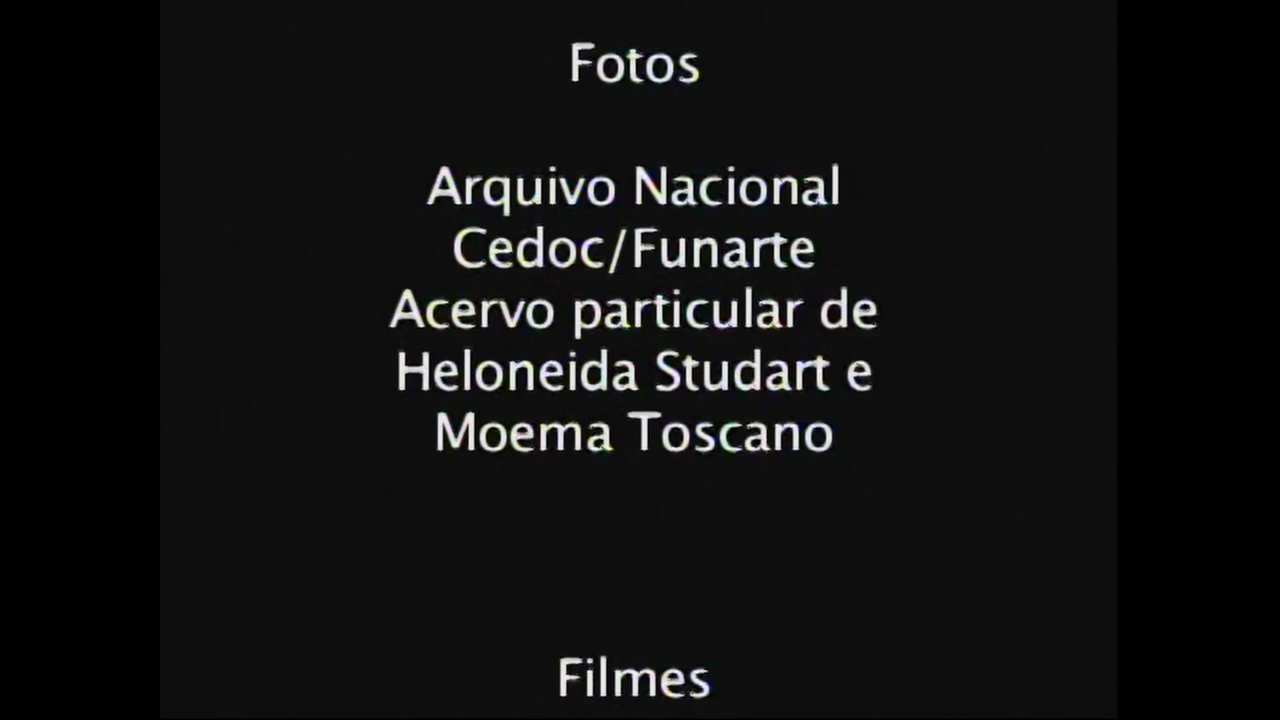 Fotos
Arquivo Nacional
Cedoc/Funarte
Acervo particular de
Heloneida Studart e
Moema Toscano
Filmes